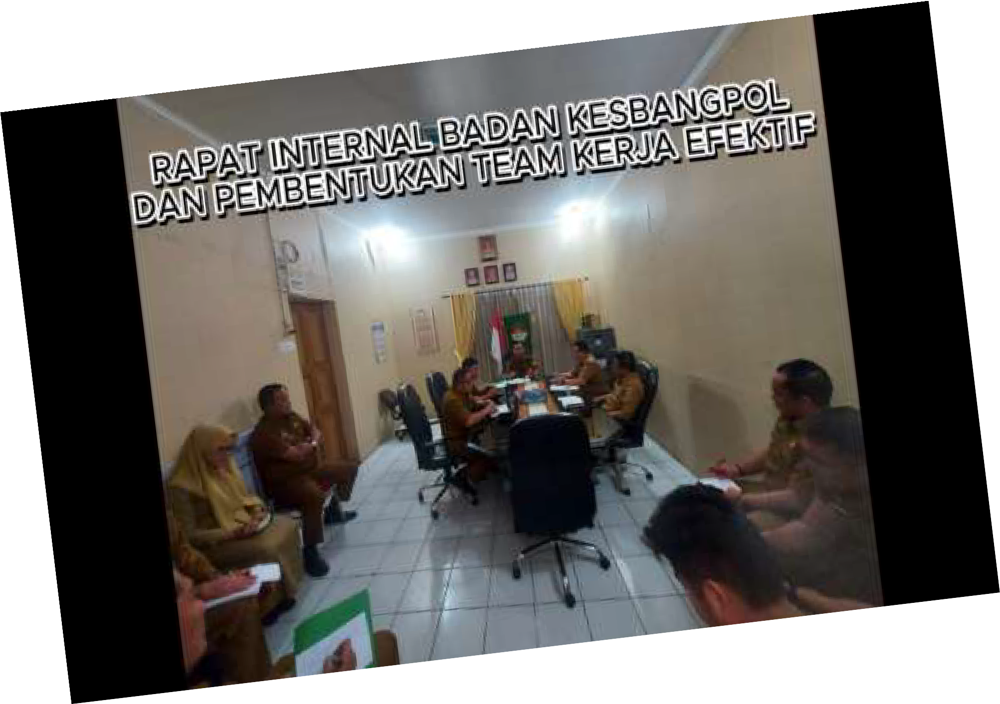 RAPAT INTERNAL BADAN KESBANGPOL
DAN PEMBENTUKAN TEAM KERJA EFEKTIF